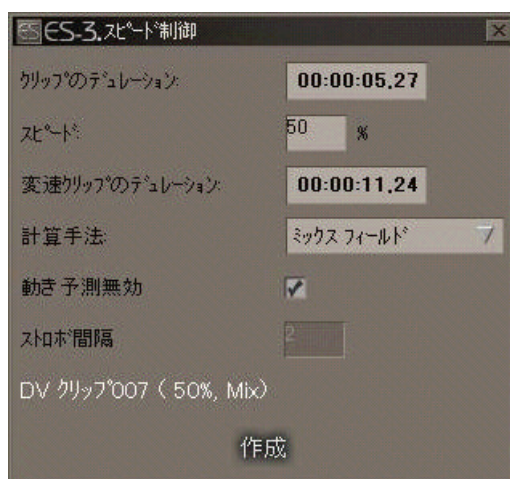 ES ES-3.スピード制御
クリップのデュレーション: 00:00:05.27
スピード: 50 %
変速クリップのデュレーション: 00:00:11.24
計算手法: ミックス フィールド
動き予測無効
ストロボ間隔 2
DV クリップ007 ( 50%, Mix)
作成